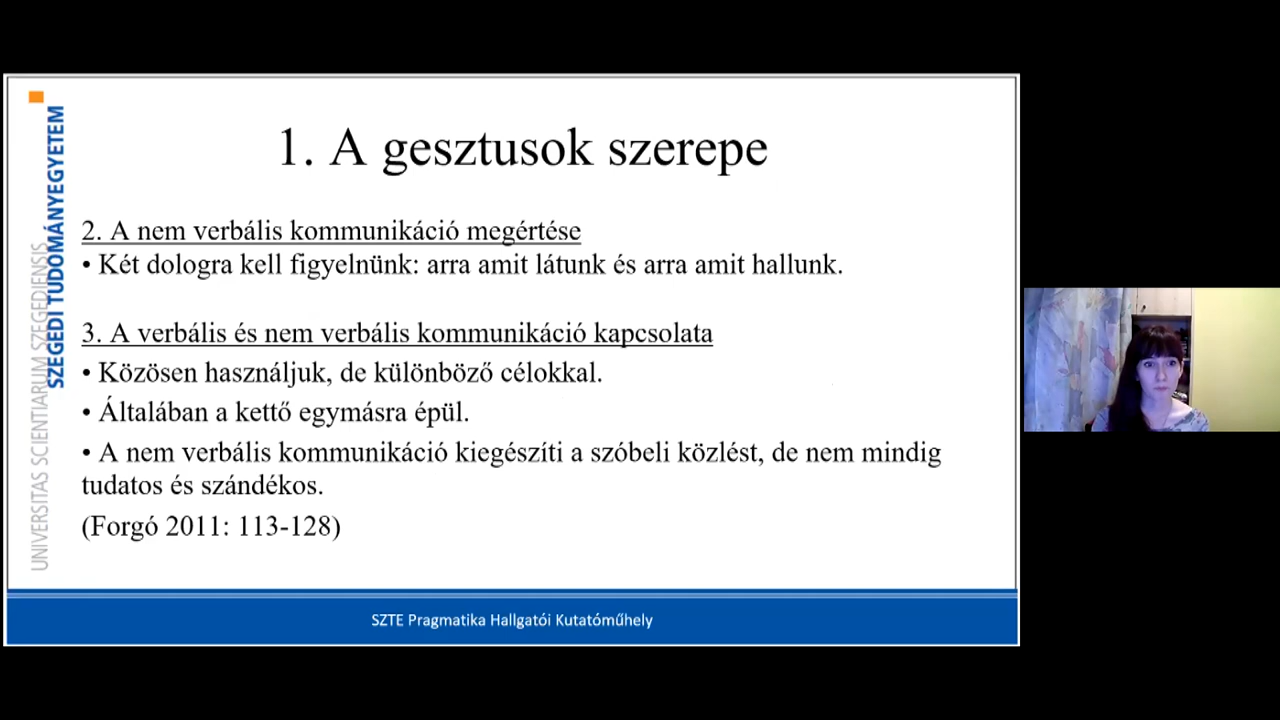 UNIVERSITAS SCIENTIARUM SZEGEDIENSIS
SZEGEDI TUDOMÁNYEGYETEM
1. A gesztusok szerepe
2. A nem verbális kommunikáció megértése
• Két dologra kell figyelnünk: arra amit látunk és arra amit hallunk.
3. A verbális és nem verbális kommunikáció kapcsolata
• Közösen használjuk, de különböző célokkal.
• Általában a kettő egymásra épül.
• A nem verbális kommunikáció kiegészíti a szóbeli közlést, de nem mindig
tudatos és szándékos.
(Forgó 2011: 113-128)
SZTE Pragmatika Hallgatói Kutatóműhely